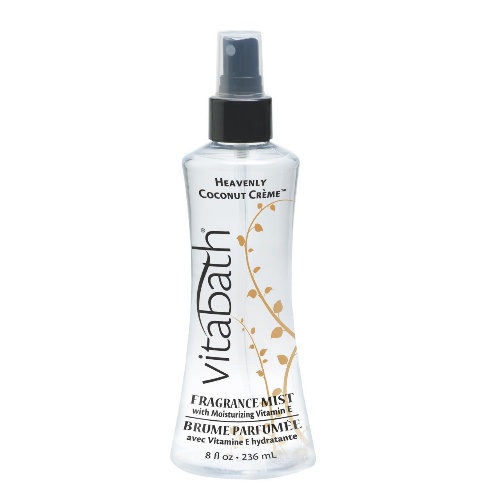 HEAVENLY
COCONUT CRÈME™
vitabath®
FRAGRANCE MIST
with Moisturizing Vitamin E
BRUME PARFUMÉE
avec Vitamine E hydratante
8 fl oz • 236 mL